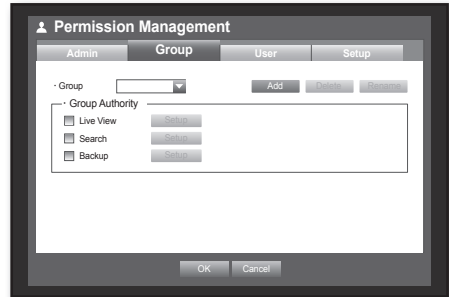 Permission Management
Admin Group User Setup
· Group Add Delete Rename
· Group Authority
Live View Setup
Search Setup
Backup Setup
OK Cancel